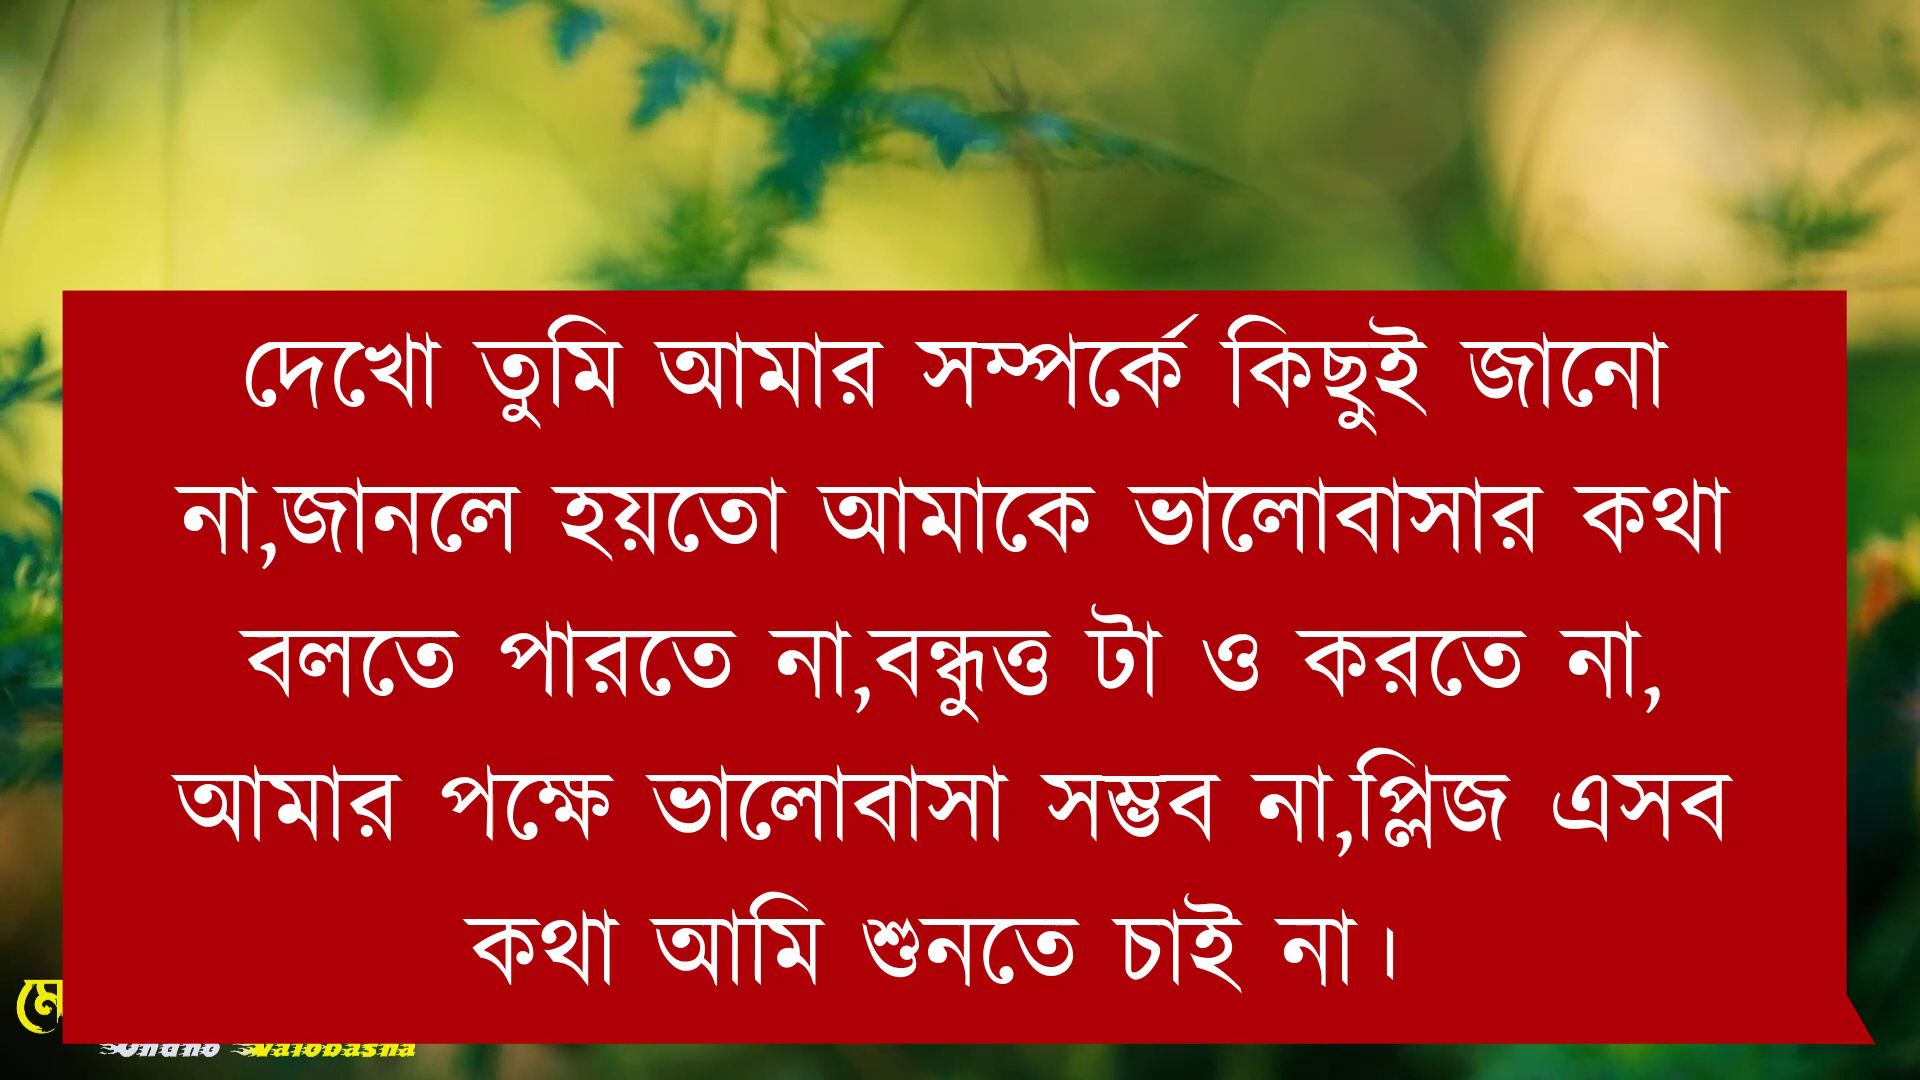 দেখো তুমি আমার সম্পর্কে কিছুই জানো
না,জানলে হয়তো আমাকে ভালোবাসার কথা
বলতে পারতে না,বন্ধুত্ত টা ও করতে না,
আমার পক্ষে ভালোবাসা সম্ভব না,প্লিজ এসব
কথা আমি শুনতে চাই না।
Valobasha